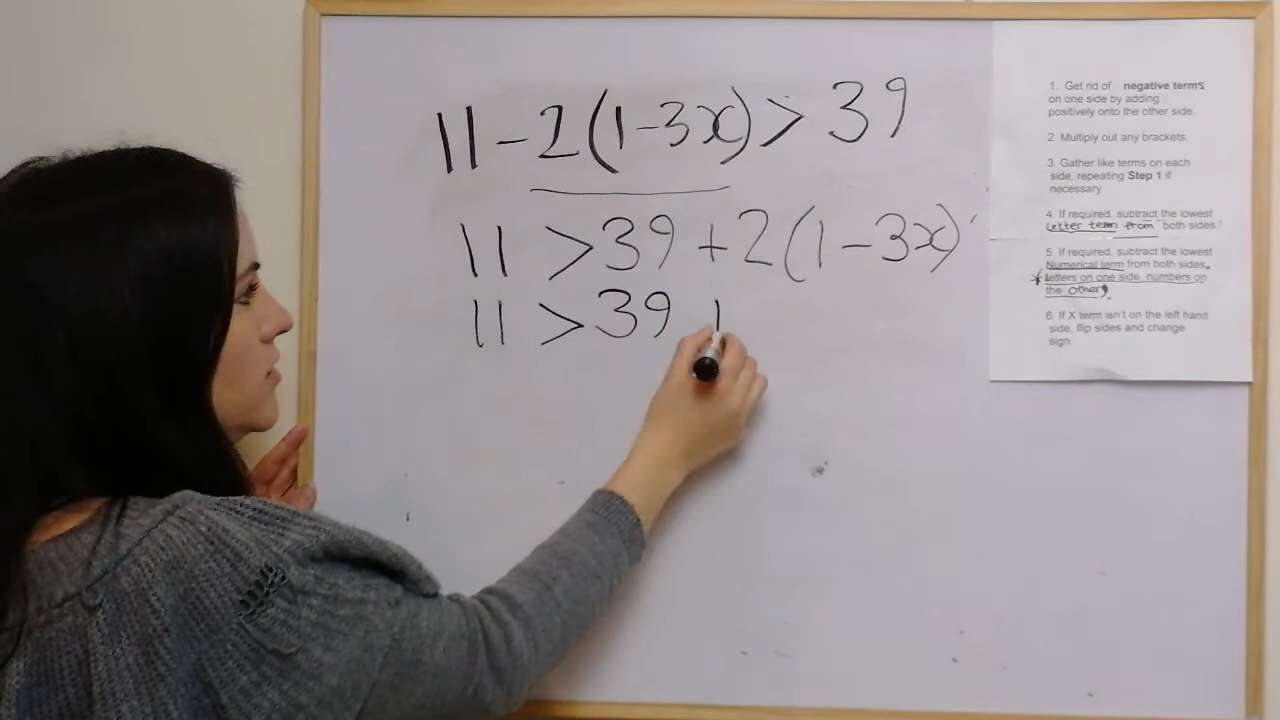 11-2(1-3x)>39
11 >39+2(1-3x)
11 >39
1. Get rid of negative terms
on one side by adding
positively onto the other side.
2. Multiply out any brackets.
3. Gather like terms on each
side, repeating Step 1 if
necessary
4. If required, subtract the lowest
Letter term from both sides.
5. If required, subtract the lowest
Numerical term from both sides.
*letters on one side, numbers on
the other.
6. If X term isn't on the left hand
side, flip sides and change
sign.